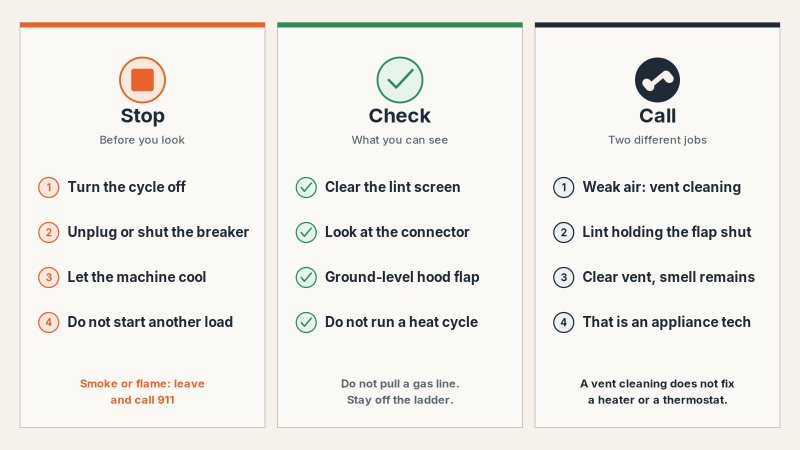 Stop
Before you look
1 Turn the cycle off
2 Unplug or shut the breaker
3 Let the machine cool
4 Do not start another load
Smoke or flame: leave
and call 911
Check
What you can see
Clear the lint screen
Look at the connector
Ground-level hood flap
Do not run a heat cycle
Do not pull a gas line.
Stay off the ladder.
Call
Two different jobs
1 Weak air: vent cleaning
2 Lint holding the flap shut
3 Clear vent, smell remains
4 That is an appliance tech
A vent cleaning does not fix
a heater or a thermostat.